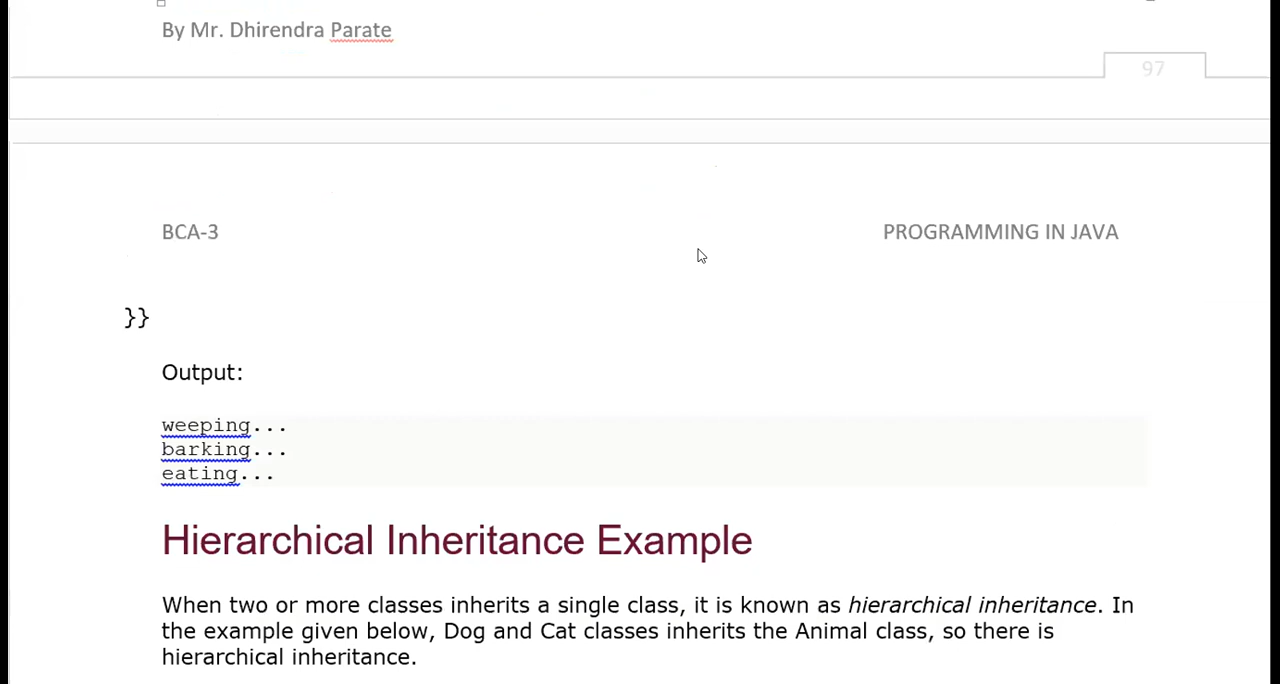 By Mr. Dhirendra Parate
97
BCA-3 PROGRAMMING IN JAVA
}}
Output:
weeping...
barking...
eating...
Hierarchical Inheritance Example
When two or more classes inherits a single class, it is known as hierarchical inheritance. In
the example given below, Dog and Cat classes inherits the Animal class, so there is
hierarchical inheritance.